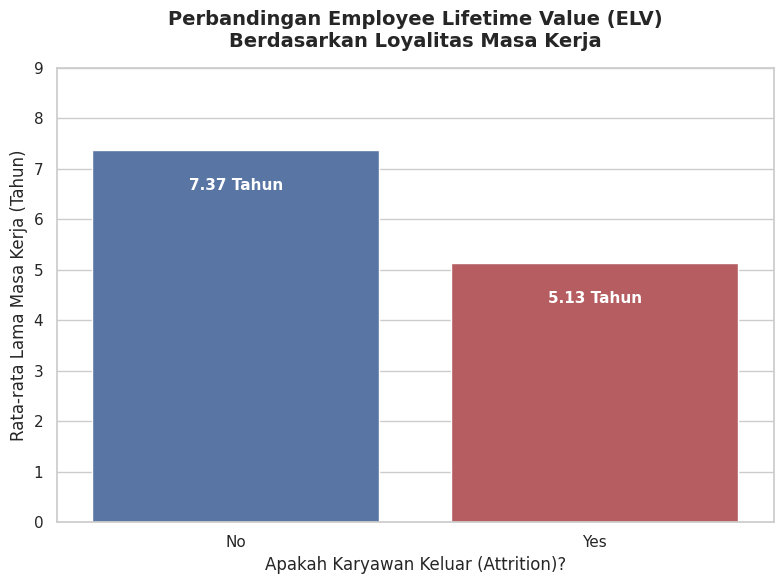 Perbandingan Employee Lifetime Value (ELV)
Berdasarkan Loyalitas Masa Kerja
Rata-rata Lama Masa Kerja (Tahun)
9
8
7
6
5
4
3
2
1
0
7.37 Tahun
5.13 Tahun
No
Yes
Apakah Karyawan Keluar (Attrition)?